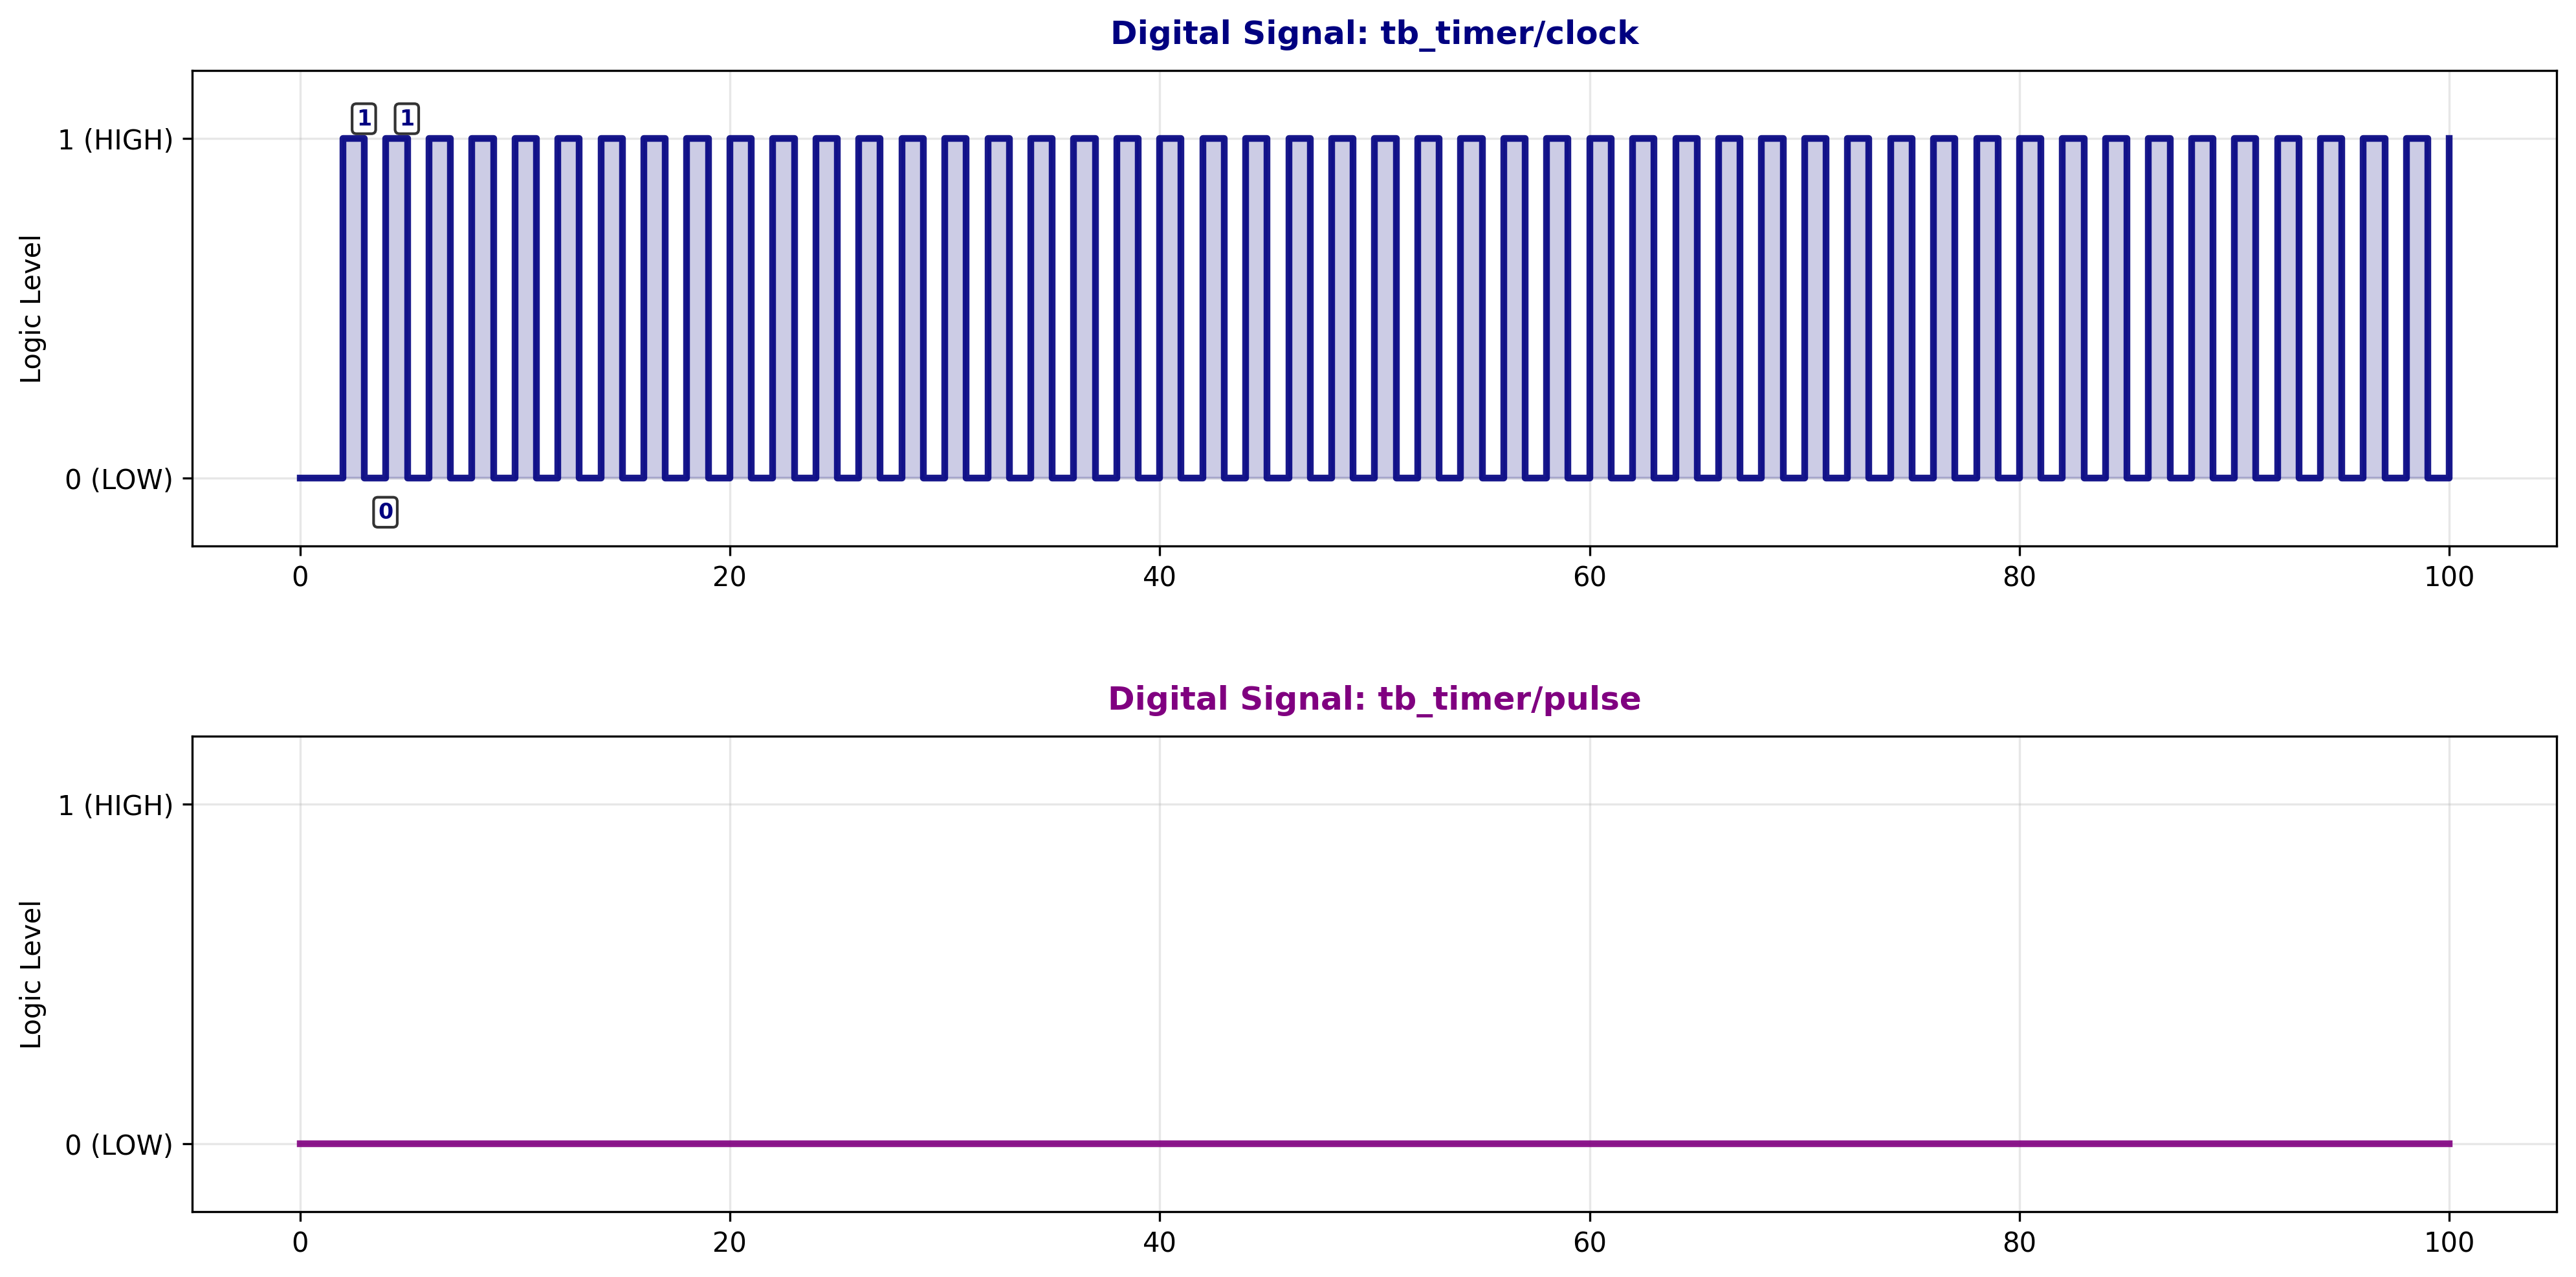 Digital Signal: tb_timer/clock
1 1
1 (HIGH)
Logic Level
0 (LOW)
0
0 20 40 60 80 100
Digital Signal: tb_timer/pulse
1 (HIGH)
Logic Level
0 (LOW)
0 20 40 60 80 100